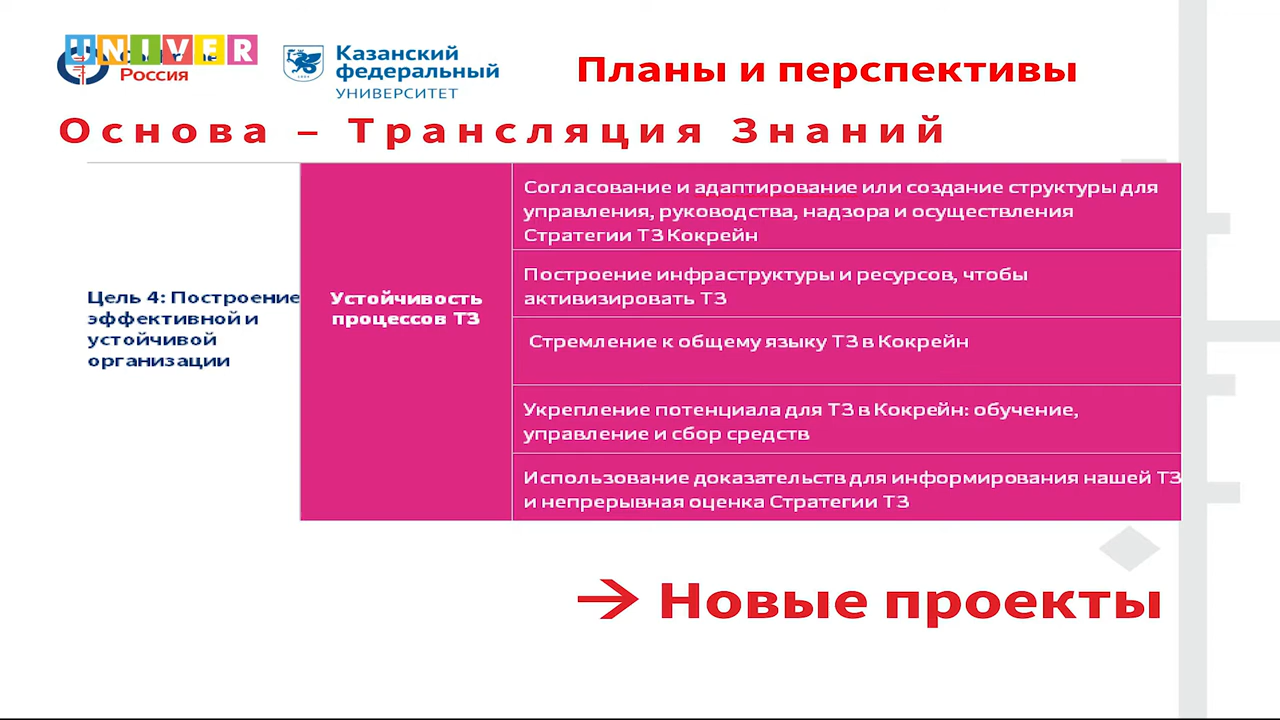 UNIVER
Россия
Казанский
федеральный
УНИВЕРСИТЕТ
Планы и перспективы
Основа – Трансляция Знаний
Цель 4: Построение
эффективной и
устойчивой
организации
Устойчивость
процессов ТЗ
Согласование и адаптирование или создание структуры для
управления, руководства, надзора и осуществления
Стратегии ТЗ Кокрейн
Построение инфраструктуры и ресурсов, чтобы
активизировать ТЗ
Стремление к общему языку ТЗ в Кокрейн
Укрепление потенциала для ТЗ в Кокрейн: обучение,
управление и сбор средств
Использование доказательств для информирования нашей ТЗ
и непрерывная оценка Стратегии ТЗ
→ Новые проекты